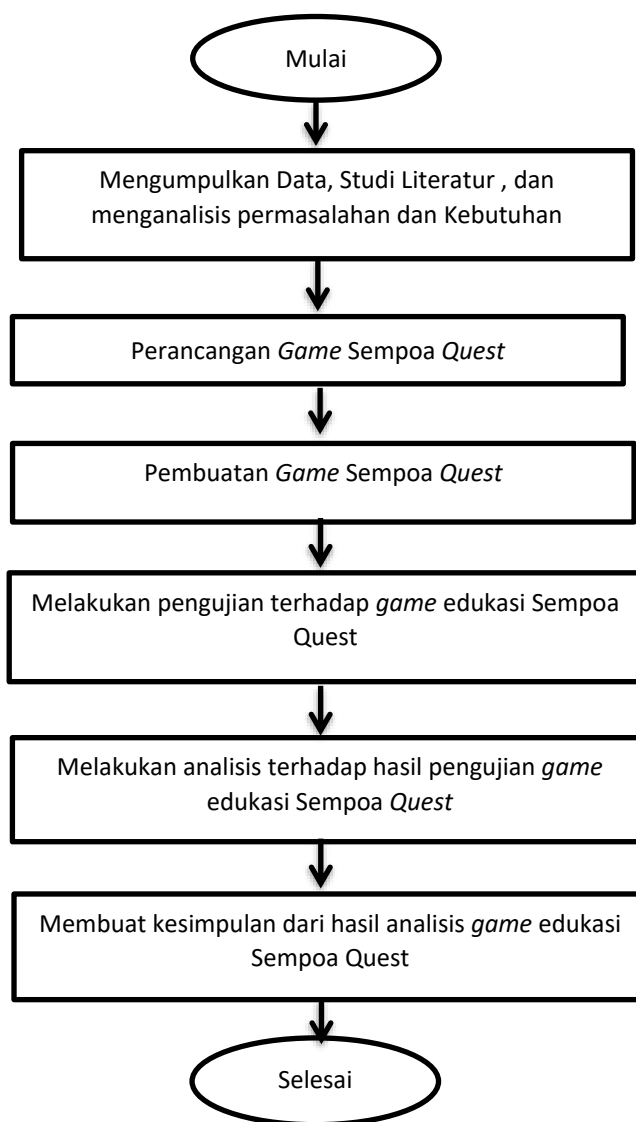 Mulai
Mengumpulkan Data, Studi Literatur , dan
menganalisis permasalahan dan Kebutuhan
Perancangan Game Sempoa Quest
Pembuatan Game Sempoa Quest
Melakukan pengujian terhadap game edukasi Sempoa
Quest
Melakukan analisis terhadap hasil pengujian game
edukasi Sempoa Quest
Membuat kesimpulan dari hasil analisis game edukasi
Sempoa Quest
Selesai